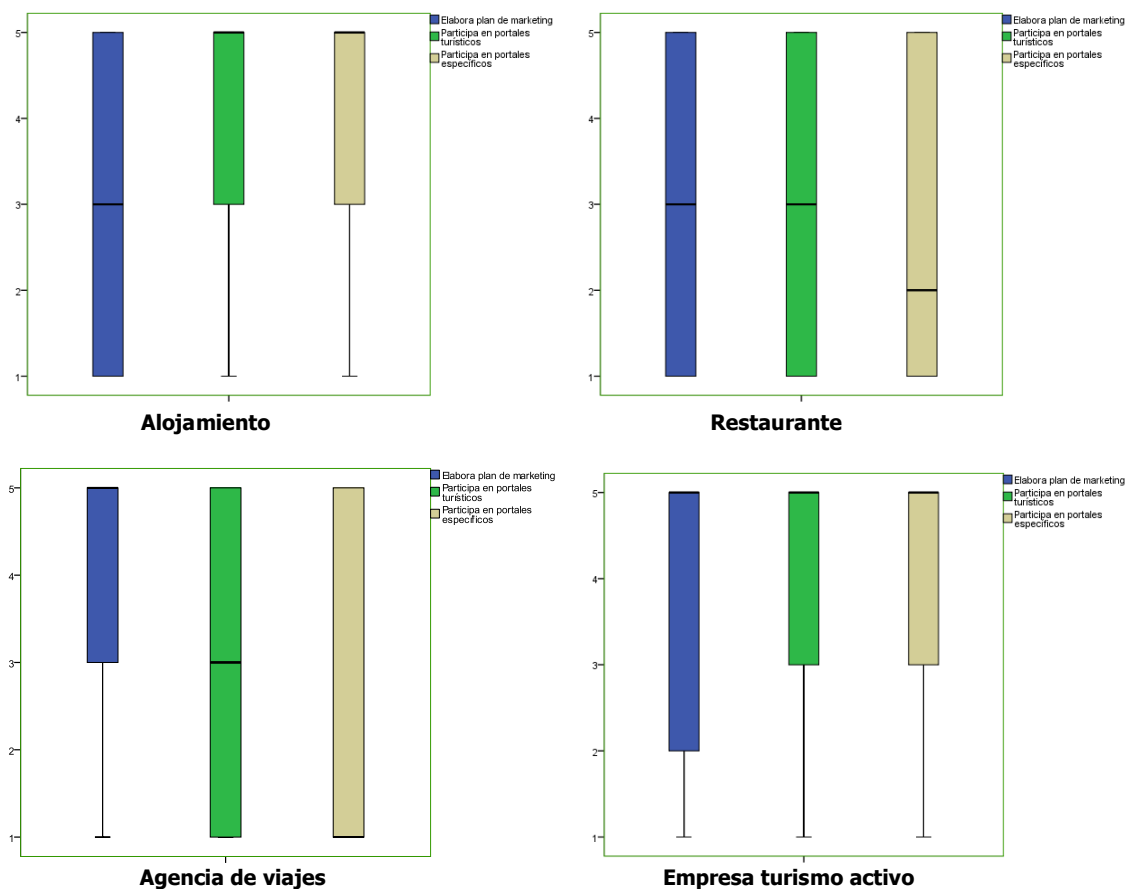 Elabora plan de marketing
Participa en portales
turísticos
Participa en portales
específicos
5
4
3
2
1
Alojamiento
Elabora plan de marketing
Participa en portales
turísticos
Participa en portales
específicos
5
4
3
2
1
Restaurante
Elabora plan de marketing
Participa en portales
turísticos
Participa en portales
específicos
5
4
3
2
1
Agencia de viajes
Elabora plan de marketing
Participa en portales
turísticos
Participa en portales
específicos
5
4
3
2
1
Empresa turismo activo